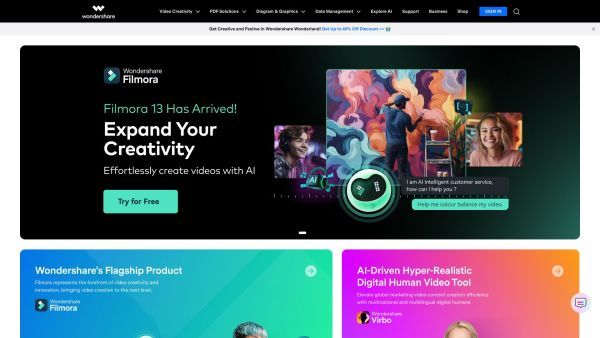 wondershare
Video Creativity PDF Solutions Diagram & Graphics Data Management Explore AI Support Business Shop SIGN IN
Get Creative and Festive in Wondershare Wonderland! Get Up to 40% Off Discount >>
Wondershare
Filmora
Filmora 13 Has Arrived!
Expand Your
Creativity
Effortlessly create videos with AI
Try for Free
AI
I am AI intelligent customer service,
how can I help you ?
Help me colour balance my video.
Wondershare's Flagship Product
Filmora represents the forefront of video creativity and
innovation, bringing video creation to the next level.
Wondershare
Filmora
AI-Driven Hyper-Realistic
Digital Human Video Tool
Elevate global marketing video content creation efficiency
with multinational and multilingual digital humans.
Wondershare
Virbo